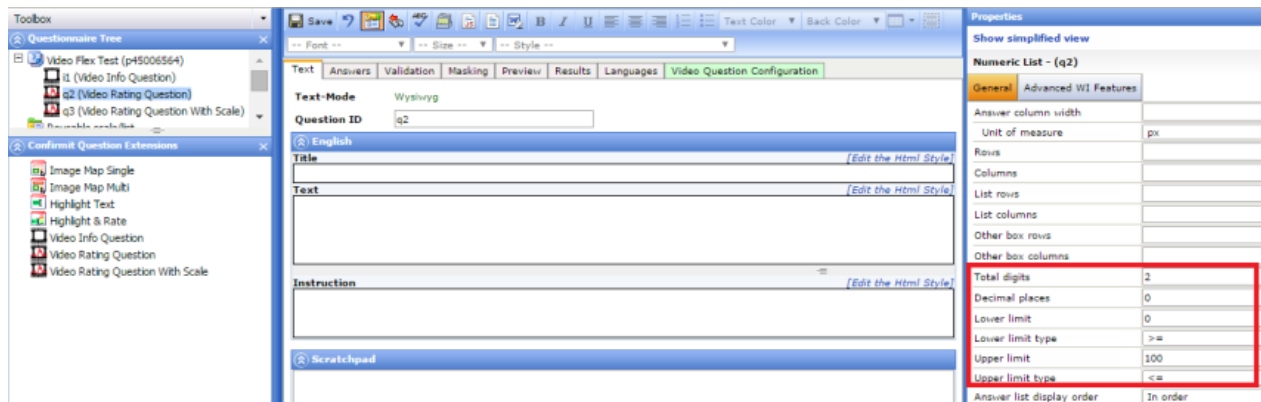 Toolbox
Questionnaire Tree
Video Flex Test (p45006564)
i1 (Video Info Question)
q2 (Video Rating Question)
q3 (Video Rating Question With Scale)
Reusable scale/list
Confirmit Question Extensions
Image Map Single
Image Map Multi
Highlight Text
Highlight & Rate
Video Info Question
Video Rating Question
Video Rating Question With Scale
Save B I U Text Color Back Color
-- Font -- -- Size -- -- Style --
Text Answers Validation Masking Preview Results Languages Video Question Configuration
Text-Mode Wysiwyg
Question ID q2
English
Title [Edit the Html Style]
Text [Edit the Html Style]
Instruction [Edit the Html Style]
Scratchpad
Properties
Show simplified view
Numeric List - (q2)
General Advanced WI Features
Answer column width
Unit of measure px
Rows
Columns
List rows
List columns
Other box rows
Other box columns
Total digits 2
Decimal places 0
Lower limit 0
Lower limit type >=
Upper limit 100
Upper limit type <=
Answer list display order In order